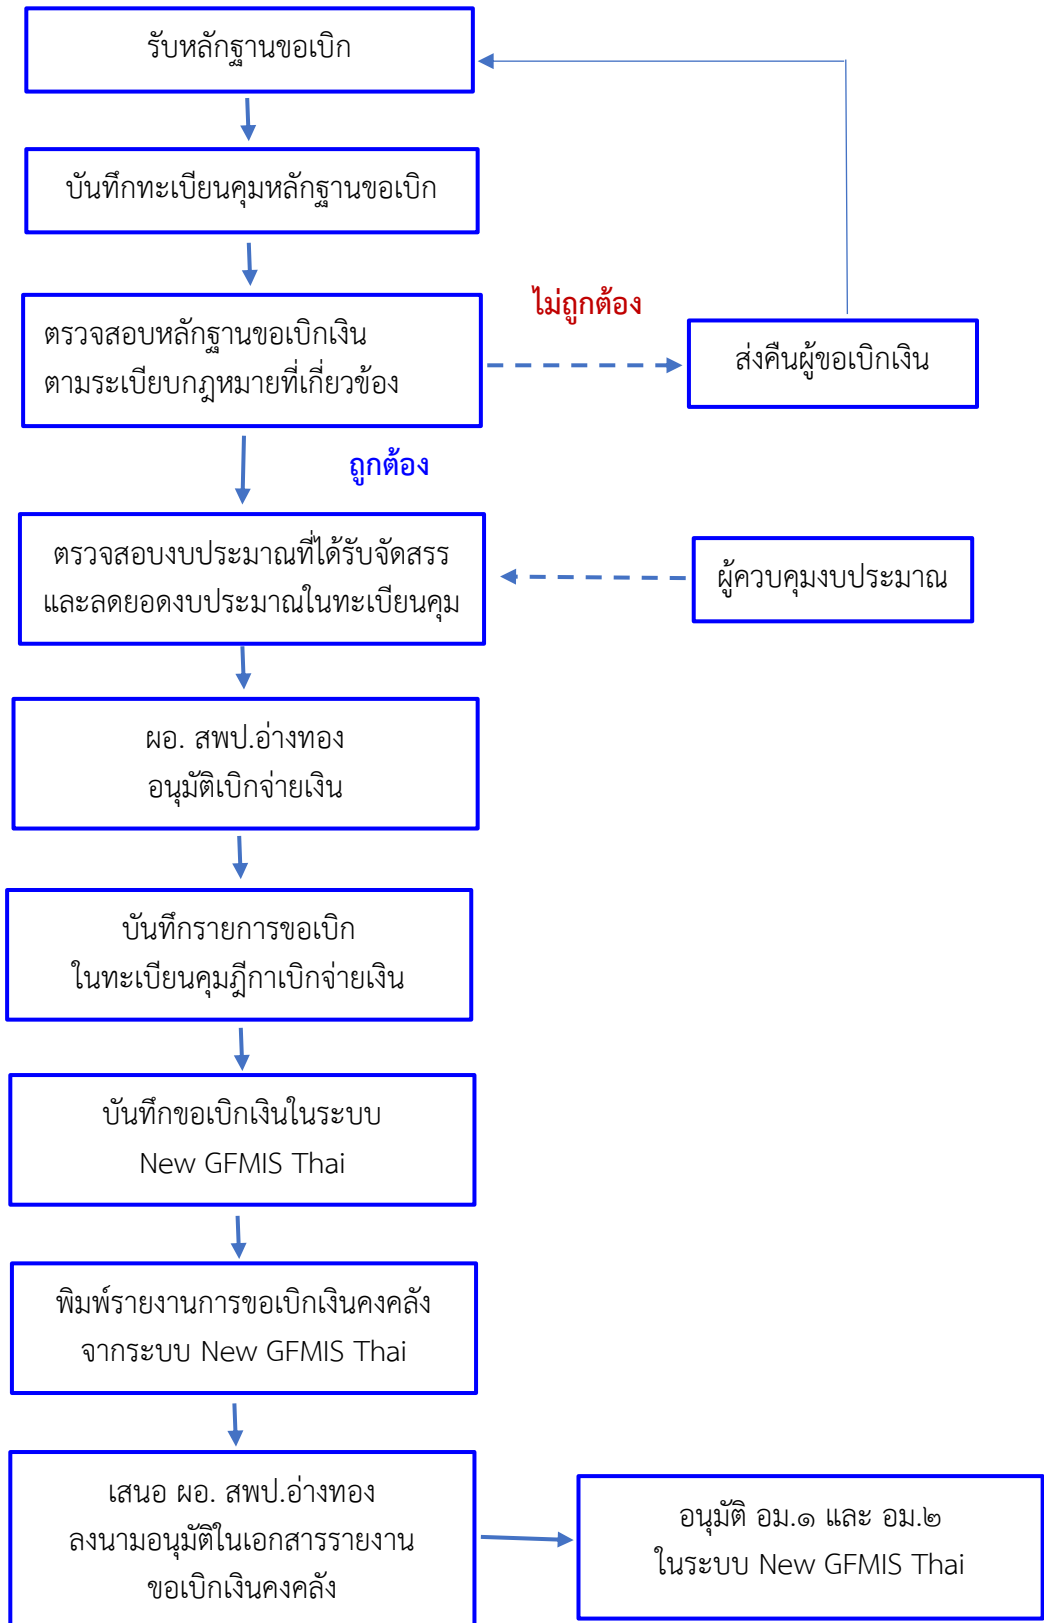 รับหลักฐานขอเบิก
บันทึกทะเบียนคุมหลักฐานขอเบิก
ไม่ถูกต้อง
ตรวจสอบหลักฐานขอเบิกเงิน
ตามระเบียบกฎหมายที่เกี่ยวข้อง
ส่งคืนผู้ขอเบิกเงิน
ถูกต้อง
ตรวจสอบงบประมาณที่ได้รับจัดสรร
และลดยอดงบประมาณในทะเบียนคุม
ผู้ควบคุมงบประมาณ
ผอ. สพป.อ่างทอง
อนุมัติเบิกจ่ายเงิน
บันทึกรายการขอเบิก
ในทะเบียนคุมฎีกาเบิกจ่ายเงิน
บันทึกขอเบิกเงินในระบบ
New GFMIS Thai
พิมพ์รายงานการขอเบิกเงินคงคลัง
จากระบบ New GFMIS Thai
เสนอ ผอ. สพป.อ่างทอง
ลงนามอนุมัติในเอกสารรายงาน
ขอเบิกเงินคงคลัง
อนุมัติ อม.๑ และ อม.๒
ในระบบ New GFMIS Thai